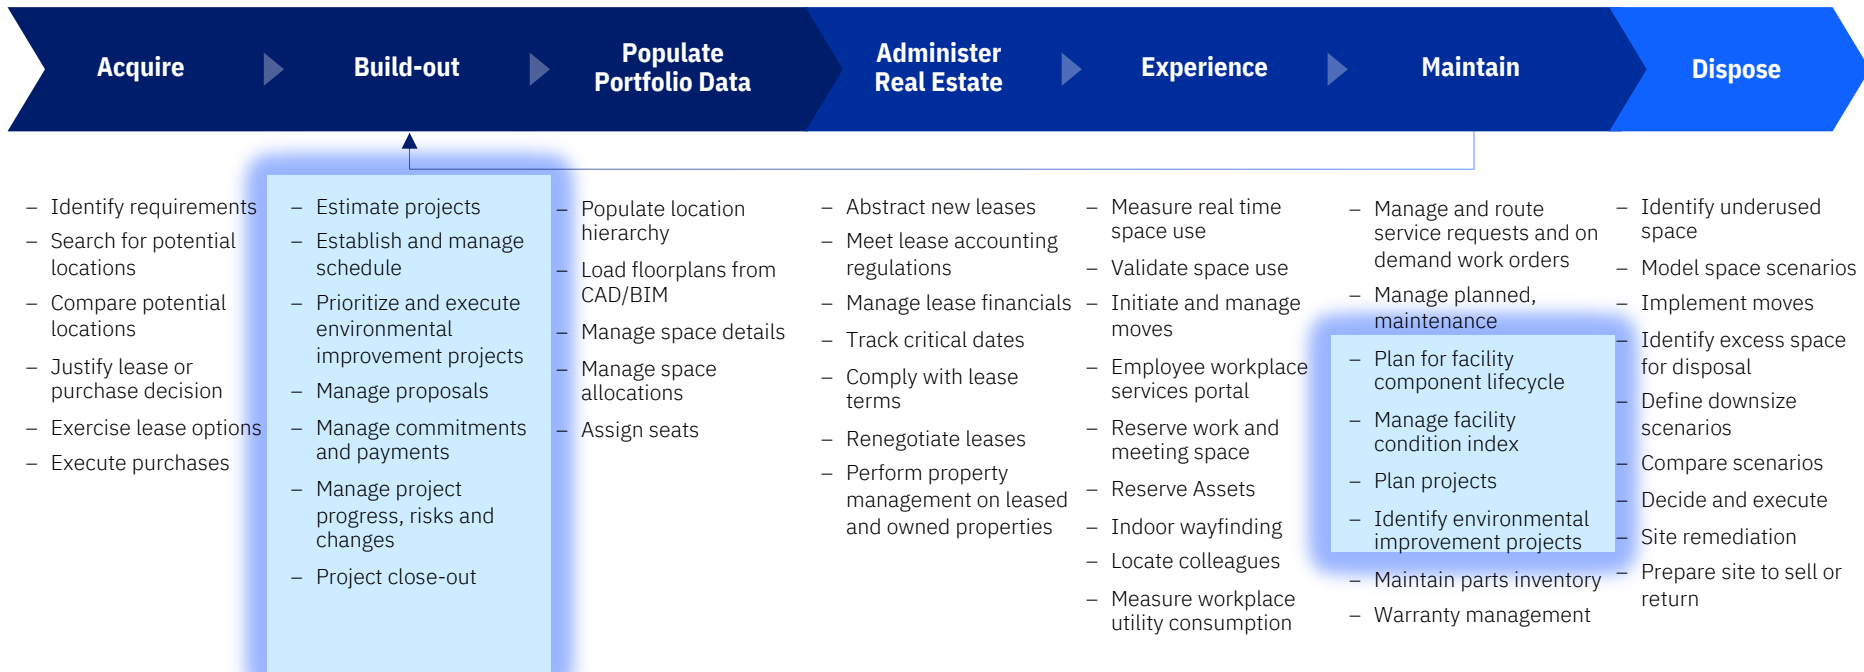 Acquire
Build-out
Populate
Portfolio Data
Administer
Real Estate
Experience
Maintain
Dispose
– Identify requirements
– Search for potential
locations
– Compare potential
locations
– Justify lease or
purchase decision
– Exercise lease options
– Execute purchases
– Estimate projects
– Establish and manage
schedule
– Prioritize and execute
environmental
improvement projects
– Manage proposals
– Manage commitments
and payments
– Manage project
progress, risks and
changes
– Project close-out
– Populate location
hierarchy
– Load floorplans from
CAD/BIM
– Manage space details
– Manage space
allocations
– Assign seats
– Abstract new leases
– Meet lease accounting
regulations
– Manage lease financials
– Track critical dates
– Comply with lease
terms
– Renegotiate leases
– Perform property
management on leased
and owned properties
– Measure real time
space use
– Validate space use
– Initiate and manage
moves
– Employee workplace
services portal
– Reserve work and
meeting space
– Reserve Assets
– Indoor wayfinding
– Locate colleagues
– Measure workplace
utility consumption
– Manage and route
service requests and on
demand work orders
– Manage planned,
maintenance
– Plan for facility
component lifecycle
– Manage facility
condition index
– Plan projects
– Identify environmental
improvement projects
– Maintain parts inventory
– Warranty management
– Identify underused
space
– Model space scenarios
– Implement moves
– Identify excess space
for disposal
– Define downsize
scenarios
– Compare scenarios
– Decide and execute
– Site remediation
– Prepare site to sell or
return